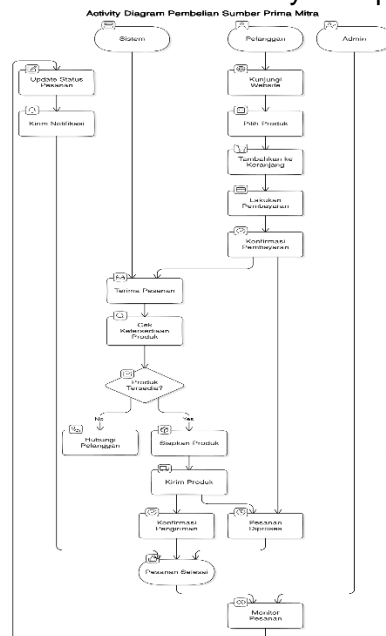 Activity Diagram Pembelian Sumber Prima Mitra
Sistem
Pelanggan
Admin
Update Status
Pesanan
Kunjungi
Website
Kirim Notifikasi
Pilih Produk
Tambahkan ke
Keranjang
Lakukan
Pembayaran
Konfirmasi
Pembayaran
Terima Pesanan
Cek
Ketersediaan
Produk
Produk
Tersedia?
No
Yes
Hubungi
Pelanggan
Siapkan Produk
Kirim Produk
Konfirmasi
Pengiriman
Pesanan
Diproses
Pesanan Selesai
Monitor
Pesanan